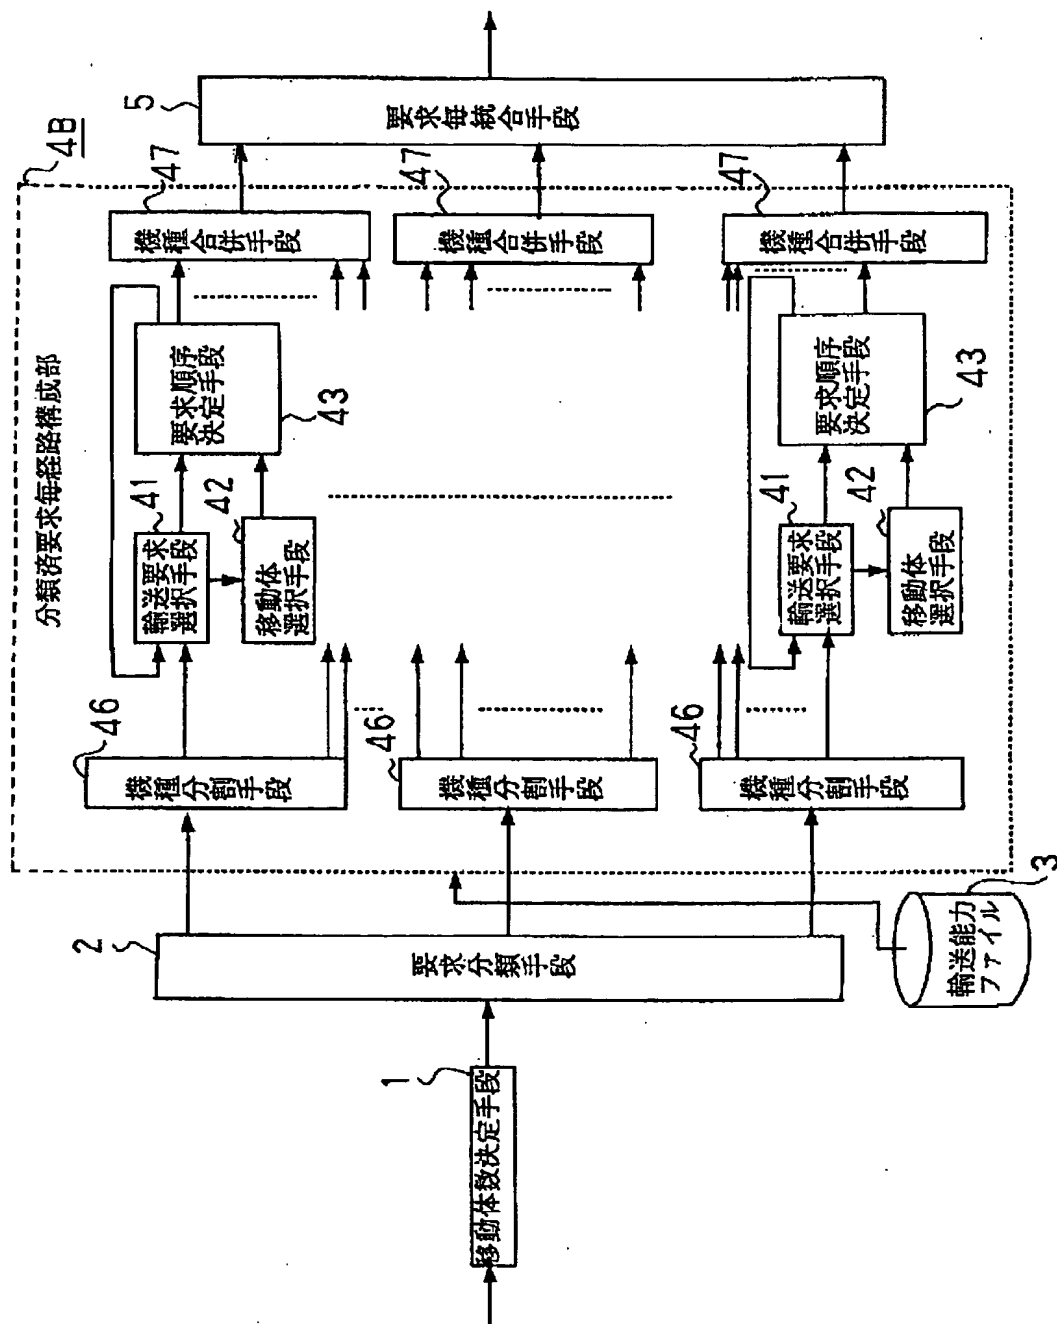 4B
分類済要求毎経路構成部
1
移動体数決定手段
2
要求分類手段
3
輸送能力
ファイル
46
機種分割手段
46
機種分割手段
46
機種分割手段
41
輸送要求
選択手段
42
移動体
選択手段
43
要求順序
決定手段
41
輸送要求
選択手段
42
移動体
選択手段
43
要求順序
決定手段
47
機種合併手段
47
機種合併手段
47
機種合併手段
5
要求毎統合手段